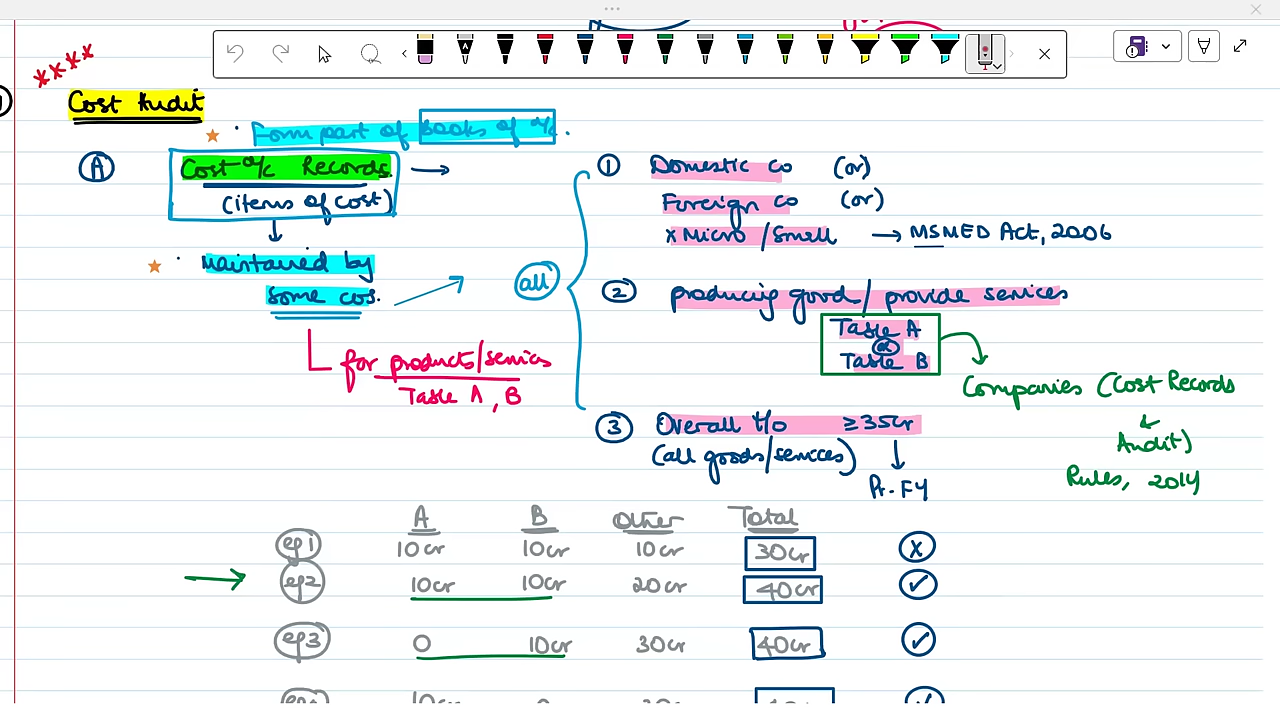 ****
Cost Audit
Form part of books of a/c.
A
Cost a/c Records
(items of cost)
maintained by
some cos.
for products/services
Table A, B
all
1 Domestic co (or)
Foreign co (or)
x Micro / Small → MSMED Act, 2006
2 producing good / provide services
Table A
or
Table B
Companies (Cost Records
&
Audit)
Rules, 2014
3 Overall t/o ≥35cr
(all goods/services)
P.FY
A B Other Total
eg1 10cr 10cr 10cr 30cr x
eg2 10cr 10cr 20cr 40cr ✓
eg3 0 10cr 30cr 40cr ✓